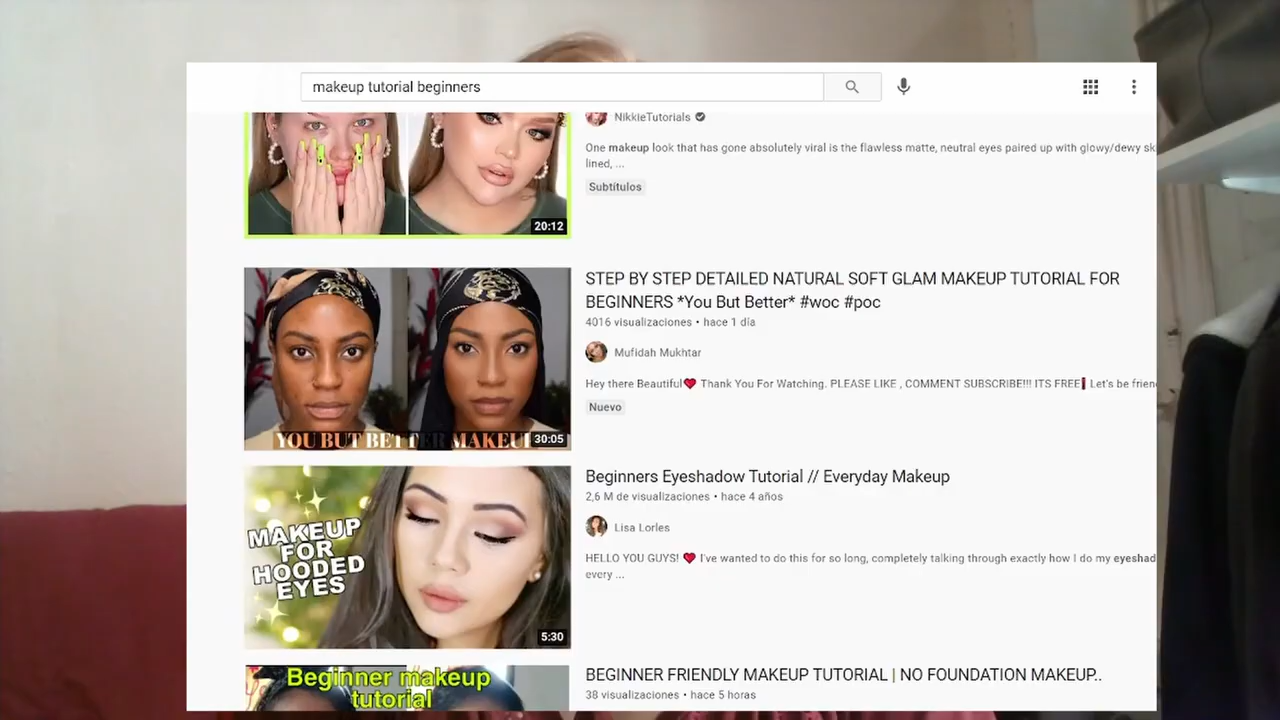 makeup tutorial beginners
NikkieTutorials
One makeup look that has gone absolutely viral is the flawless matte, neutral eyes paired up with glowy/dewy sk
lined, ...
Subtítulos
20:12
STEP BY STEP DETAILED NATURAL SOFT GLAM MAKEUP TUTORIAL FOR
BEGINNERS *You But Better* #woc #poc
4016 visualizaciones • hace 1 día
Mufidah Mukhtar
Hey there Beautiful❤ Thank You For Watching. PLEASE LIKE , COMMENT SUBSCRIBE!!! ITS FREE Let's be frien
Nuevo
YOU BUT BETTER MAKEU
30:05
Beginners Eyeshadow Tutorial // Everyday Makeup
2,6 M de visualizaciones • hace 4 años
Lisa Lorles
HELLO YOU GUYS! ❤ I've wanted to do this for so long, completely talking through exactly how I do my eyeshad
every ...
MAKEUP
FOR
HOODED
EYES
5:30
BEGINNER FRIENDLY MAKEUP TUTORIAL | NO FOUNDATION MAKEUP..
38 visualizaciones • hace 5 horas
Beginner makeup
tutorial